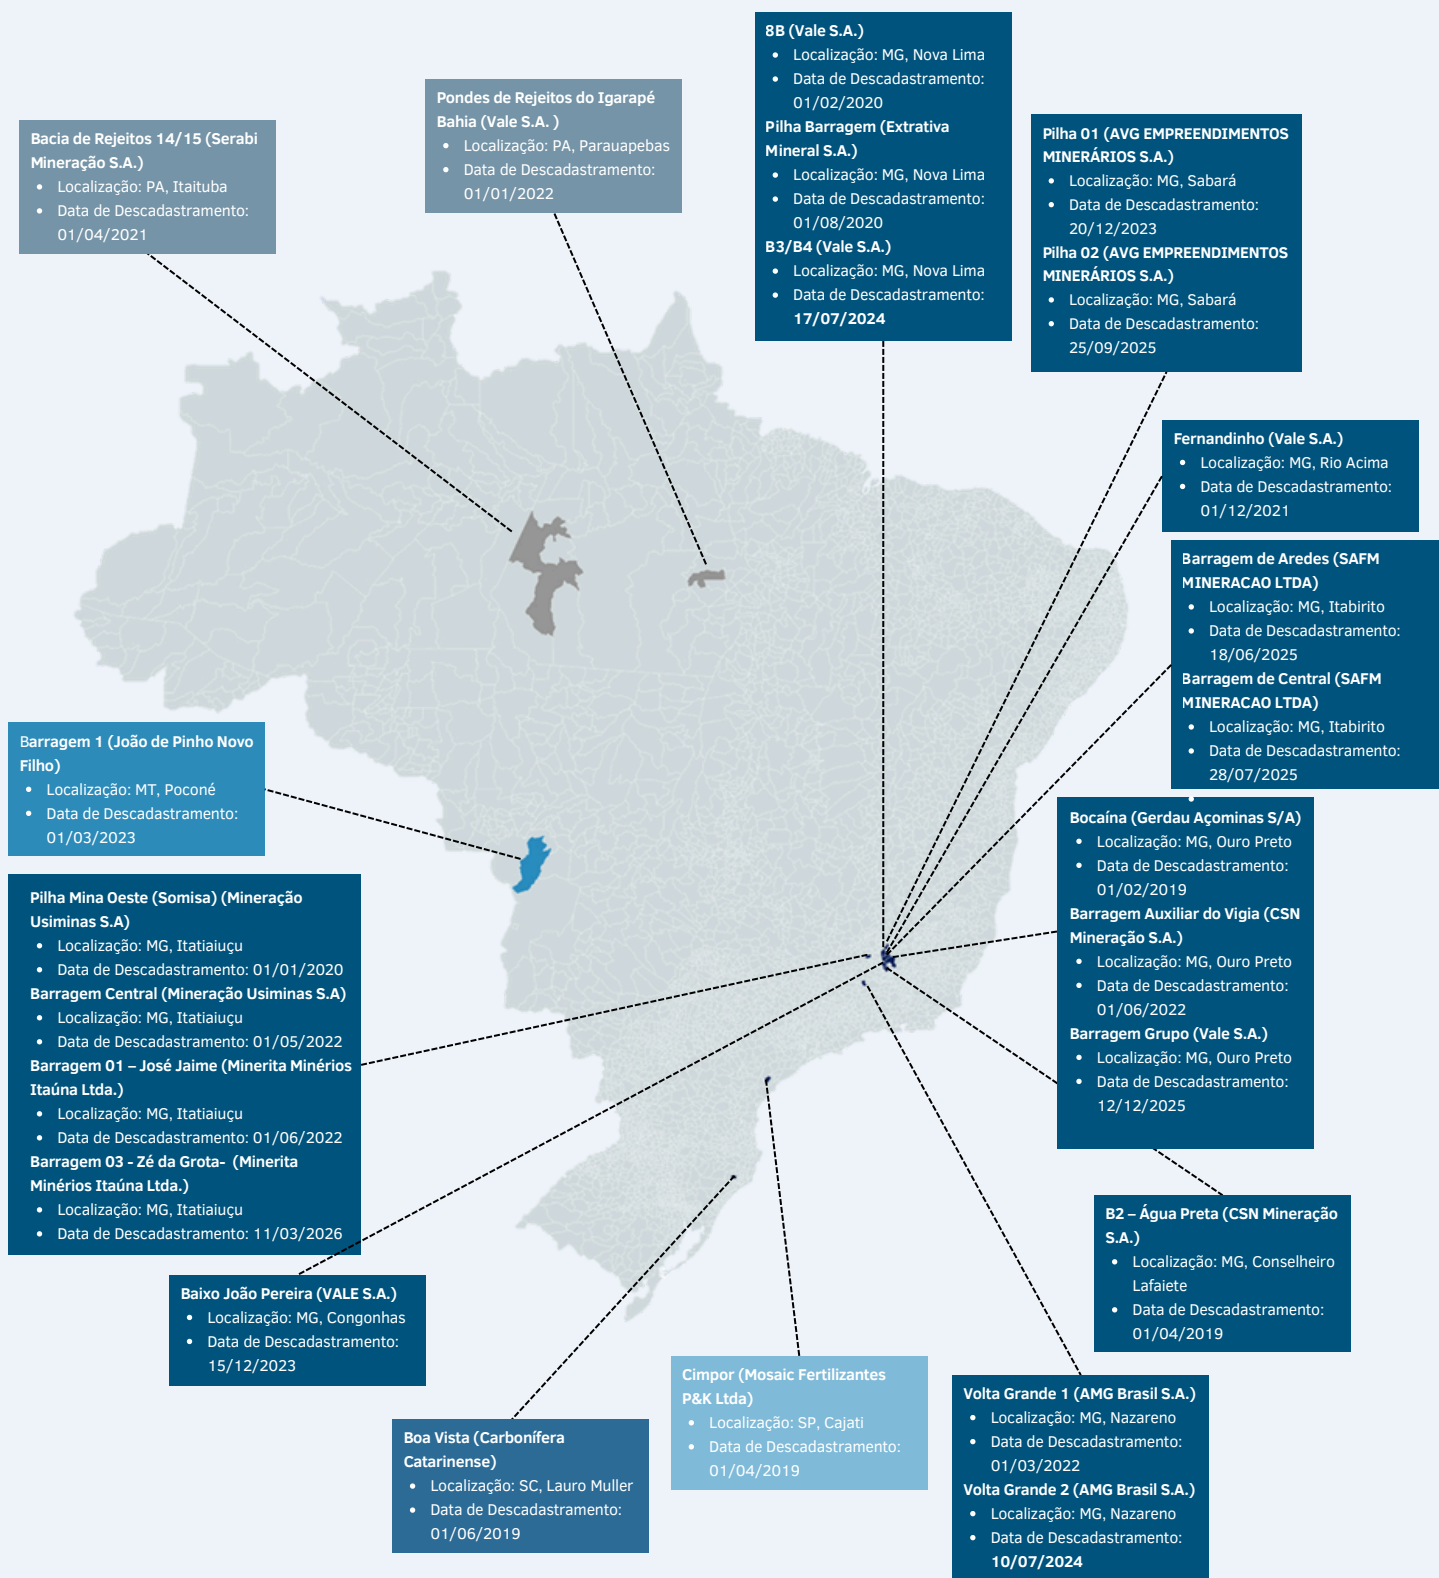 8B (Vale S.A.)
• Localização: MG, Nova Lima
• Data de Descadastramento:
01/02/2020
Pilha Barragem (Extrativa
Mineral S.A.)
• Localização: MG, Nova Lima
• Data de Descadastramento:
01/08/2020
B3/B4 (Vale S.A.)
• Localização: MG, Nova Lima
• Data de Descadastramento:
17/07/2024
Pondes de Rejeitos do Igarapé
Bahia (Vale S.A. )
• Localização: PA, Parauapebas
• Data de Descadastramento:
01/01/2022
Bacia de Rejeitos 14/15 (Serabi
Mineração S.A.)
• Localização: PA, Itaituba
• Data de Descadastramento:
01/04/2021
Pilha 01 (AVG EMPREENDIMENTOS
MINERÁRIOS S.A.)
• Localização: MG, Sabará
• Data de Descadastramento:
20/12/2023
Pilha 02 (AVG EMPREENDIMENTOS
MINERÁRIOS S.A.)
• Localização: MG, Sabará
• Data de Descadastramento:
25/09/2025
Fernandinho (Vale S.A.)
• Localização: MG, Rio Acima
• Data de Descadastramento:
01/12/2021
Barragem de Aredes (SAFM
MINERACAO LTDA)
• Localização: MG, Itabirito
• Data de Descadastramento:
18/06/2025
Barragem de Central (SAFM
MINERACAO LTDA)
• Localização: MG, Itabirito
• Data de Descadastramento:
28/07/2025
Barragem 1 (João de Pinho Novo
Filho)
• Localização: MT, Poconé
• Data de Descadastramento:
01/03/2023
Bocaína (Gerdau Açominas S/A)
• Localização: MG, Ouro Preto
• Data de Descadastramento:
01/02/2019
Barragem Auxiliar do Vigia (CSN
Mineração S.A.)
• Localização: MG, Ouro Preto
• Data de Descadastramento:
01/06/2022
Barragem Grupo (Vale S.A.)
• Localização: MG, Ouro Preto
• Data de Descadastramento:
12/12/2025
Pilha Mina Oeste (Somisa) (Mineração
Usiminas S.A)
• Localização: MG, Itatiaiuçu
• Data de Descadastramento: 01/01/2020
Barragem Central (Mineração Usiminas S.A)
• Localização: MG, Itatiaiuçu
• Data de Descadastramento: 01/05/2022
Barragem 01 – José Jaime (Minerita Minérios
Itaúna Ltda.)
• Localização: MG, Itatiaiuçu
• Data de Descadastramento: 01/06/2022
Barragem 03 - Zé da Grota- (Minerita
Minérios Itaúna Ltda.)
• Localização: MG, Itatiaiuçu
• Data de Descadastramento: 11/03/2026
B2 – Água Preta (CSN Mineração
S.A.)
• Localização: MG, Conselheiro
Lafaiete
• Data de Descadastramento:
01/04/2019
Baixo João Pereira (VALE S.A.)
• Localização: MG, Congonhas
• Data de Descadastramento:
15/12/2023
Cimpor (Mosaic Fertilizantes
P&K Ltda)
• Localização: SP, Cajati
• Data de Descadastramento:
01/04/2019
Volta Grande 1 (AMG Brasil S.A.)
• Localização: MG, Nazareno
• Data de Descadastramento:
01/03/2022
Volta Grande 2 (AMG Brasil S.A.)
• Localização: MG, Nazareno
• Data de Descadastramento:
10/07/2024
Boa Vista (Carbonífera
Catarinense)
• Localização: SC, Lauro Muller
• Data de Descadastramento:
01/06/2019